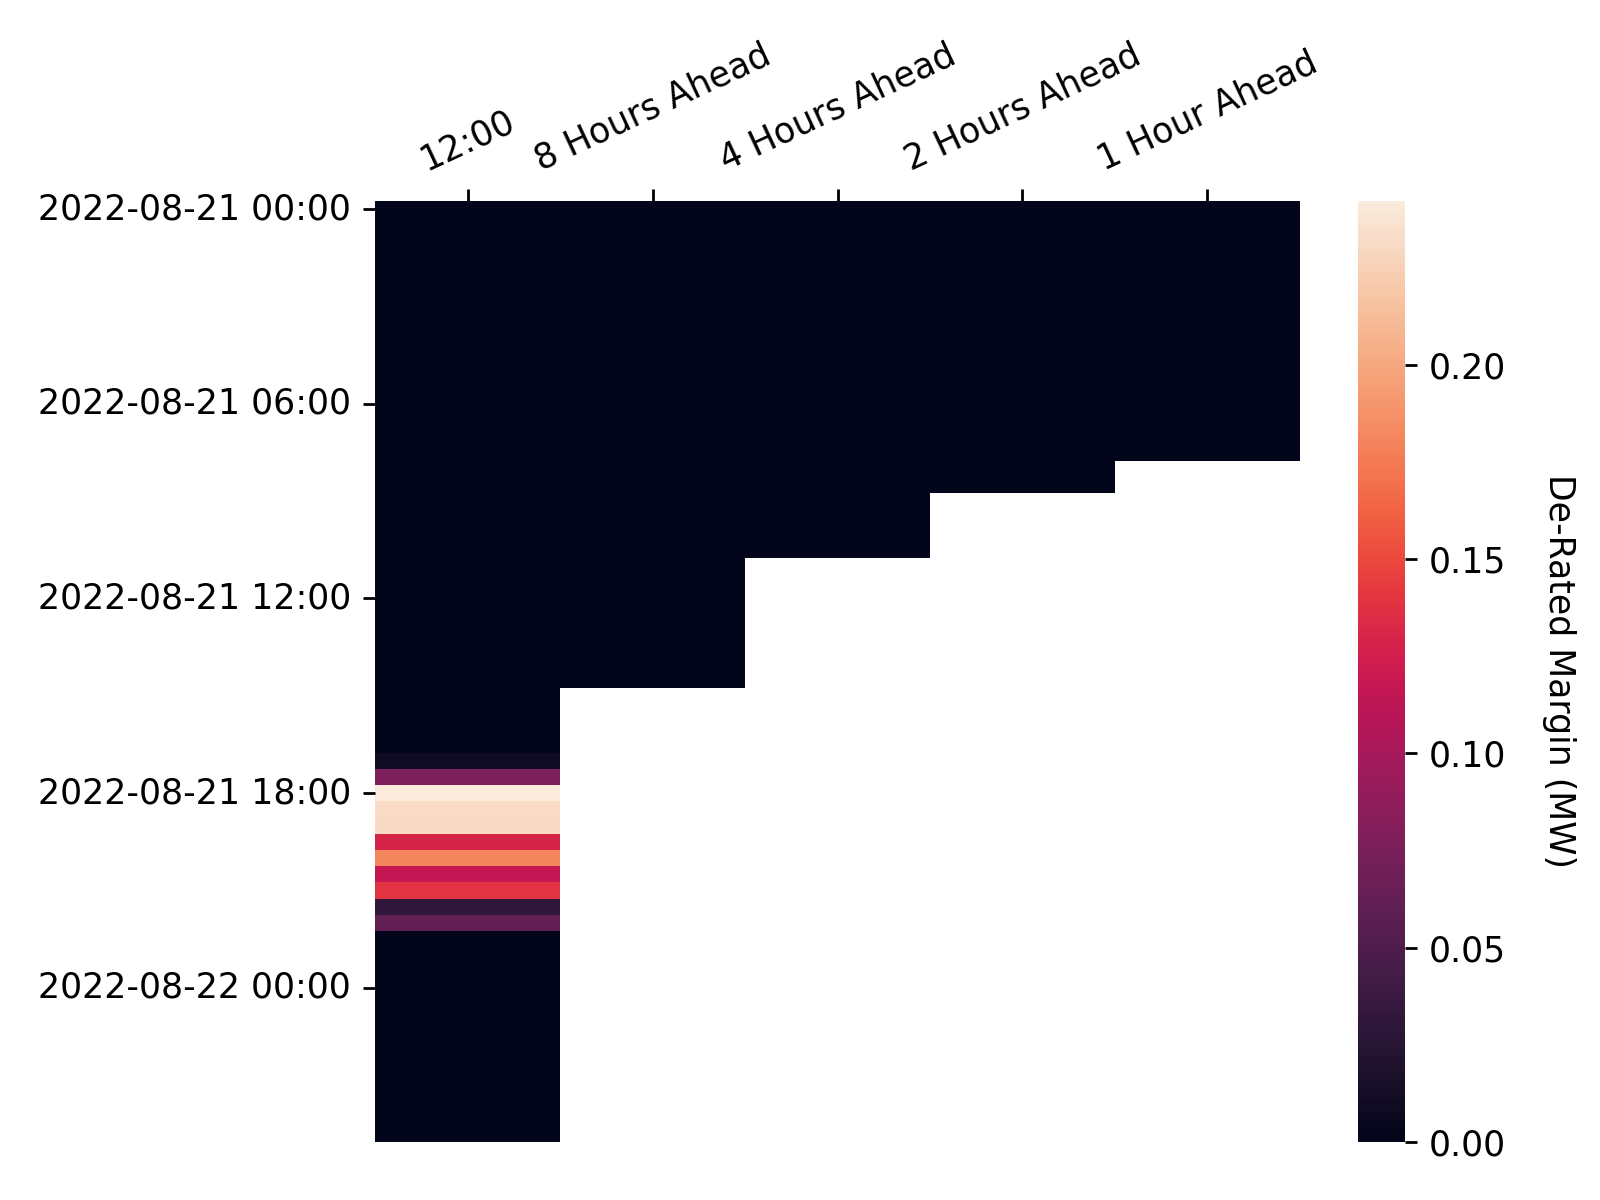 12:00
8 Hours Ahead
4 Hours Ahead
2 Hours Ahead
1 Hour Ahead
2022-08-21 00:00
2022-08-21 06:00
2022-08-21 12:00
2022-08-21 18:00
2022-08-22 00:00
0.20
0.15
0.10
0.05
0.00
De-Rated Margin (MW)